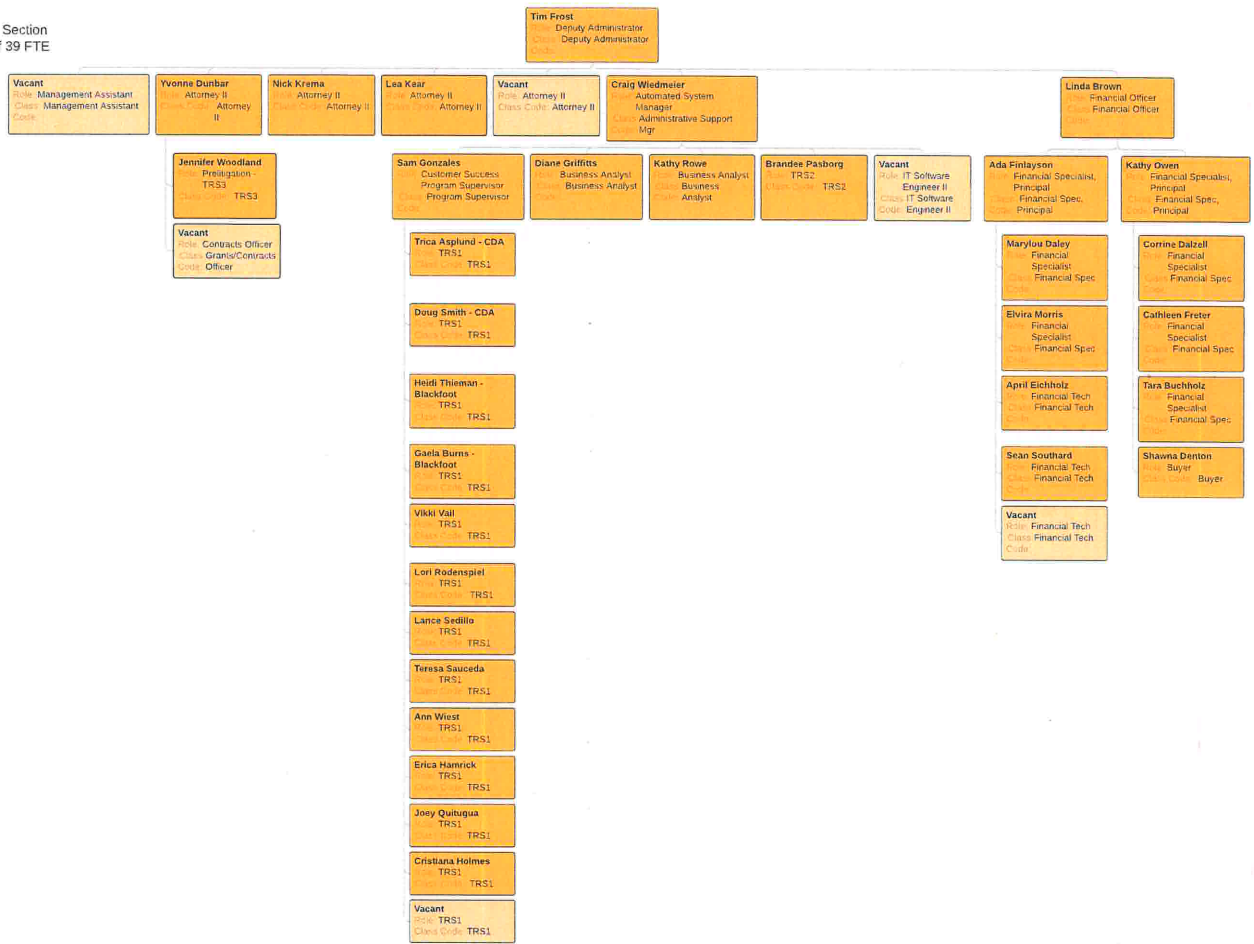 Section
f 39 FTE
Tim Frost
Role: Deputy Administrator
Class Deputy Administrator
Code:
Vacant
Role: Management Assistant
Class Management Assistant
Code:
Yvonne Dunbar
Role: Attorney II
Class Code: Attorney
II
Nick Krema
Role: Attorney II
Class Code: Attorney II
Lea Kear
Role: Attorney II
Class Code: Attorney II
Vacant
Role: Attorney II
Class Code: Attorney II
Craig Wiedmeier
Role: Automated System
Manager
Class Administrative Support
Code: Mgr
Linda Brown
Role: Financial Officer
Class Financial Officer
Code:
Jennifer Woodland
Role: Prelitigation -
TRS3
Class Code: TRS3
Vacant
Role: Contracts Officer
Class Grants/Contracts
Code: Officer
Sam Gonzales
Role: Customer Success
Program Supervisor
Class Program Supervisor
Code:
Diane Griffitts
Role: Business Analyst
Class: Business Analyst
Code:
Kathy Rowe
Role: Business Analyst
Class: Business
Code: Analyst
Brandee Pasborg
Role: TRS2
Class Code: TRS2
Vacant
Role: IT Software
Engineer II
Class IT Software
Code: Engineer II
Ada Finlayson
Role: Financial Specialist,
Principal
Class: Financial Spec,
Code: Principal
Kathy Owen
Role: Financial Specialist,
Principal
Class: Financial Spec,
Code: Principal
Trica Asplund - CDA
Role: TRS1
Class Code: TRS1
Doug Smith - CDA
Role: TRS1
Class Code: TRS1
Heidi Thieman -
Blackfoot
Role: TRS1
Class Code: TRS1
Gaela Burns -
Blackfoot
Role: TRS1
Class Code: TRS1
Vikki Vail
Role: TRS1
Class Code: TRS1
Lori Rodenspiel
Role: TRS1
Class Code: TRS1
Lance Sedillo
Role: TRS1
Class Code: TRS1
Teresa Sauceda
Role: TRS1
Class Code: TRS1
Ann Wiest
Role: TRS1
Class Code: TRS1
Erica Hamrick
Role: TRS1
Class Code: TRS1
Joey Quitugua
Role: TRS1
Class Code: TRS1
Cristiana Holmes
Role: TRS1
Class Code: TRS1
Vacant
Role: TRS1
Class Code: TRS1
Marylou Daley
Role: Financial
Specialist
Class Financial Spec
Code:
Elvira Morris
Role: Financial
Specialist
Class Financial Spec
Code:
April Eichholz
Role: Financial Tech
Class Financial Tech
Code:
Sean Southard
Role: Financial Tech
Class Financial Tech
Code:
Vacant
Role: Financial Tech
Class Financial Tech
Code:
Corrine Dalzell
Role: Financial
Specialist
Class Financial Spec
Code:
Cathleen Freter
Role: Financial
Specialist
Class Financial Spec
Code:
Tara Buchholz
Role: Financial
Specialist
Class Financial Spec
Code:
Shawna Denton
Role: Buyer
Class Code: Buyer